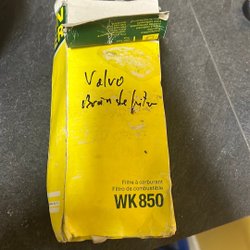 Valvo
Filtre à carburant
Filtro de combustible
WK 850